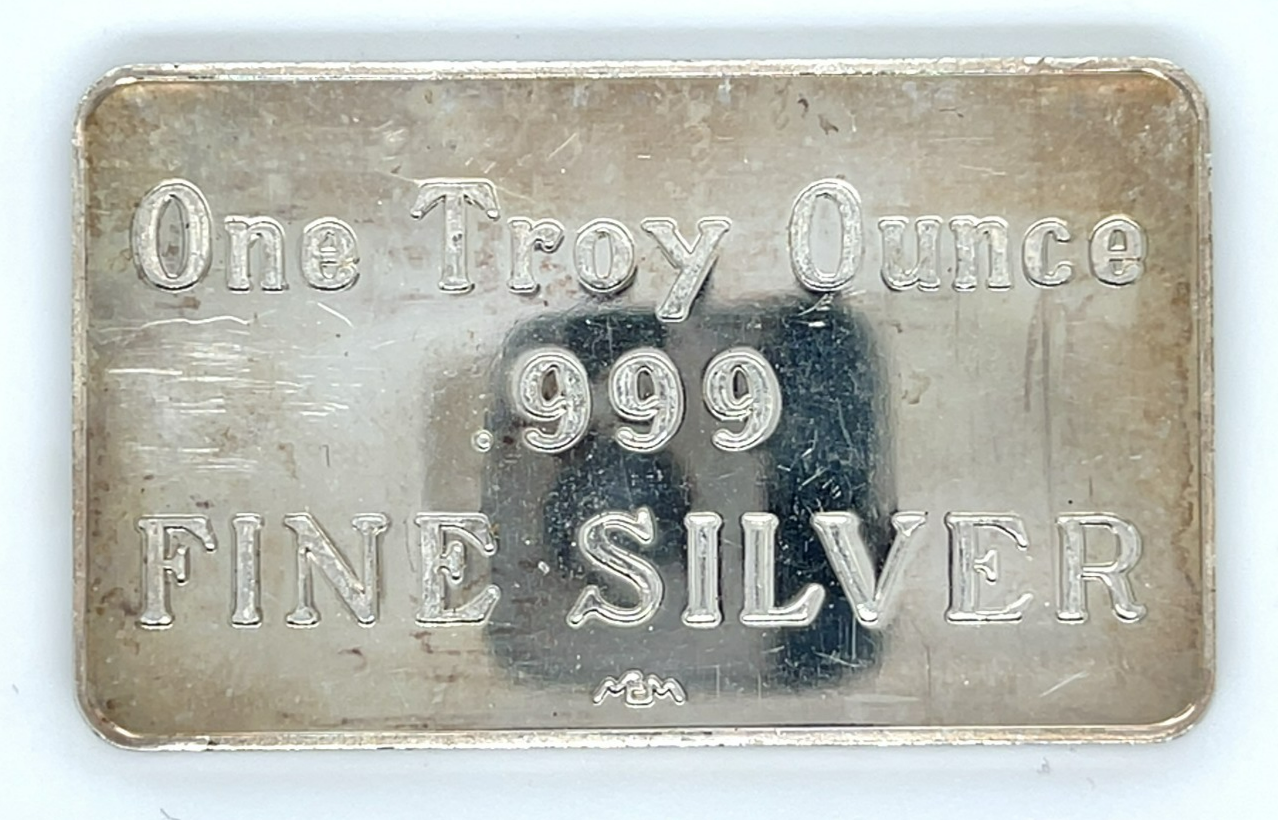 One Troy Ounce
.999
FINE SILVER